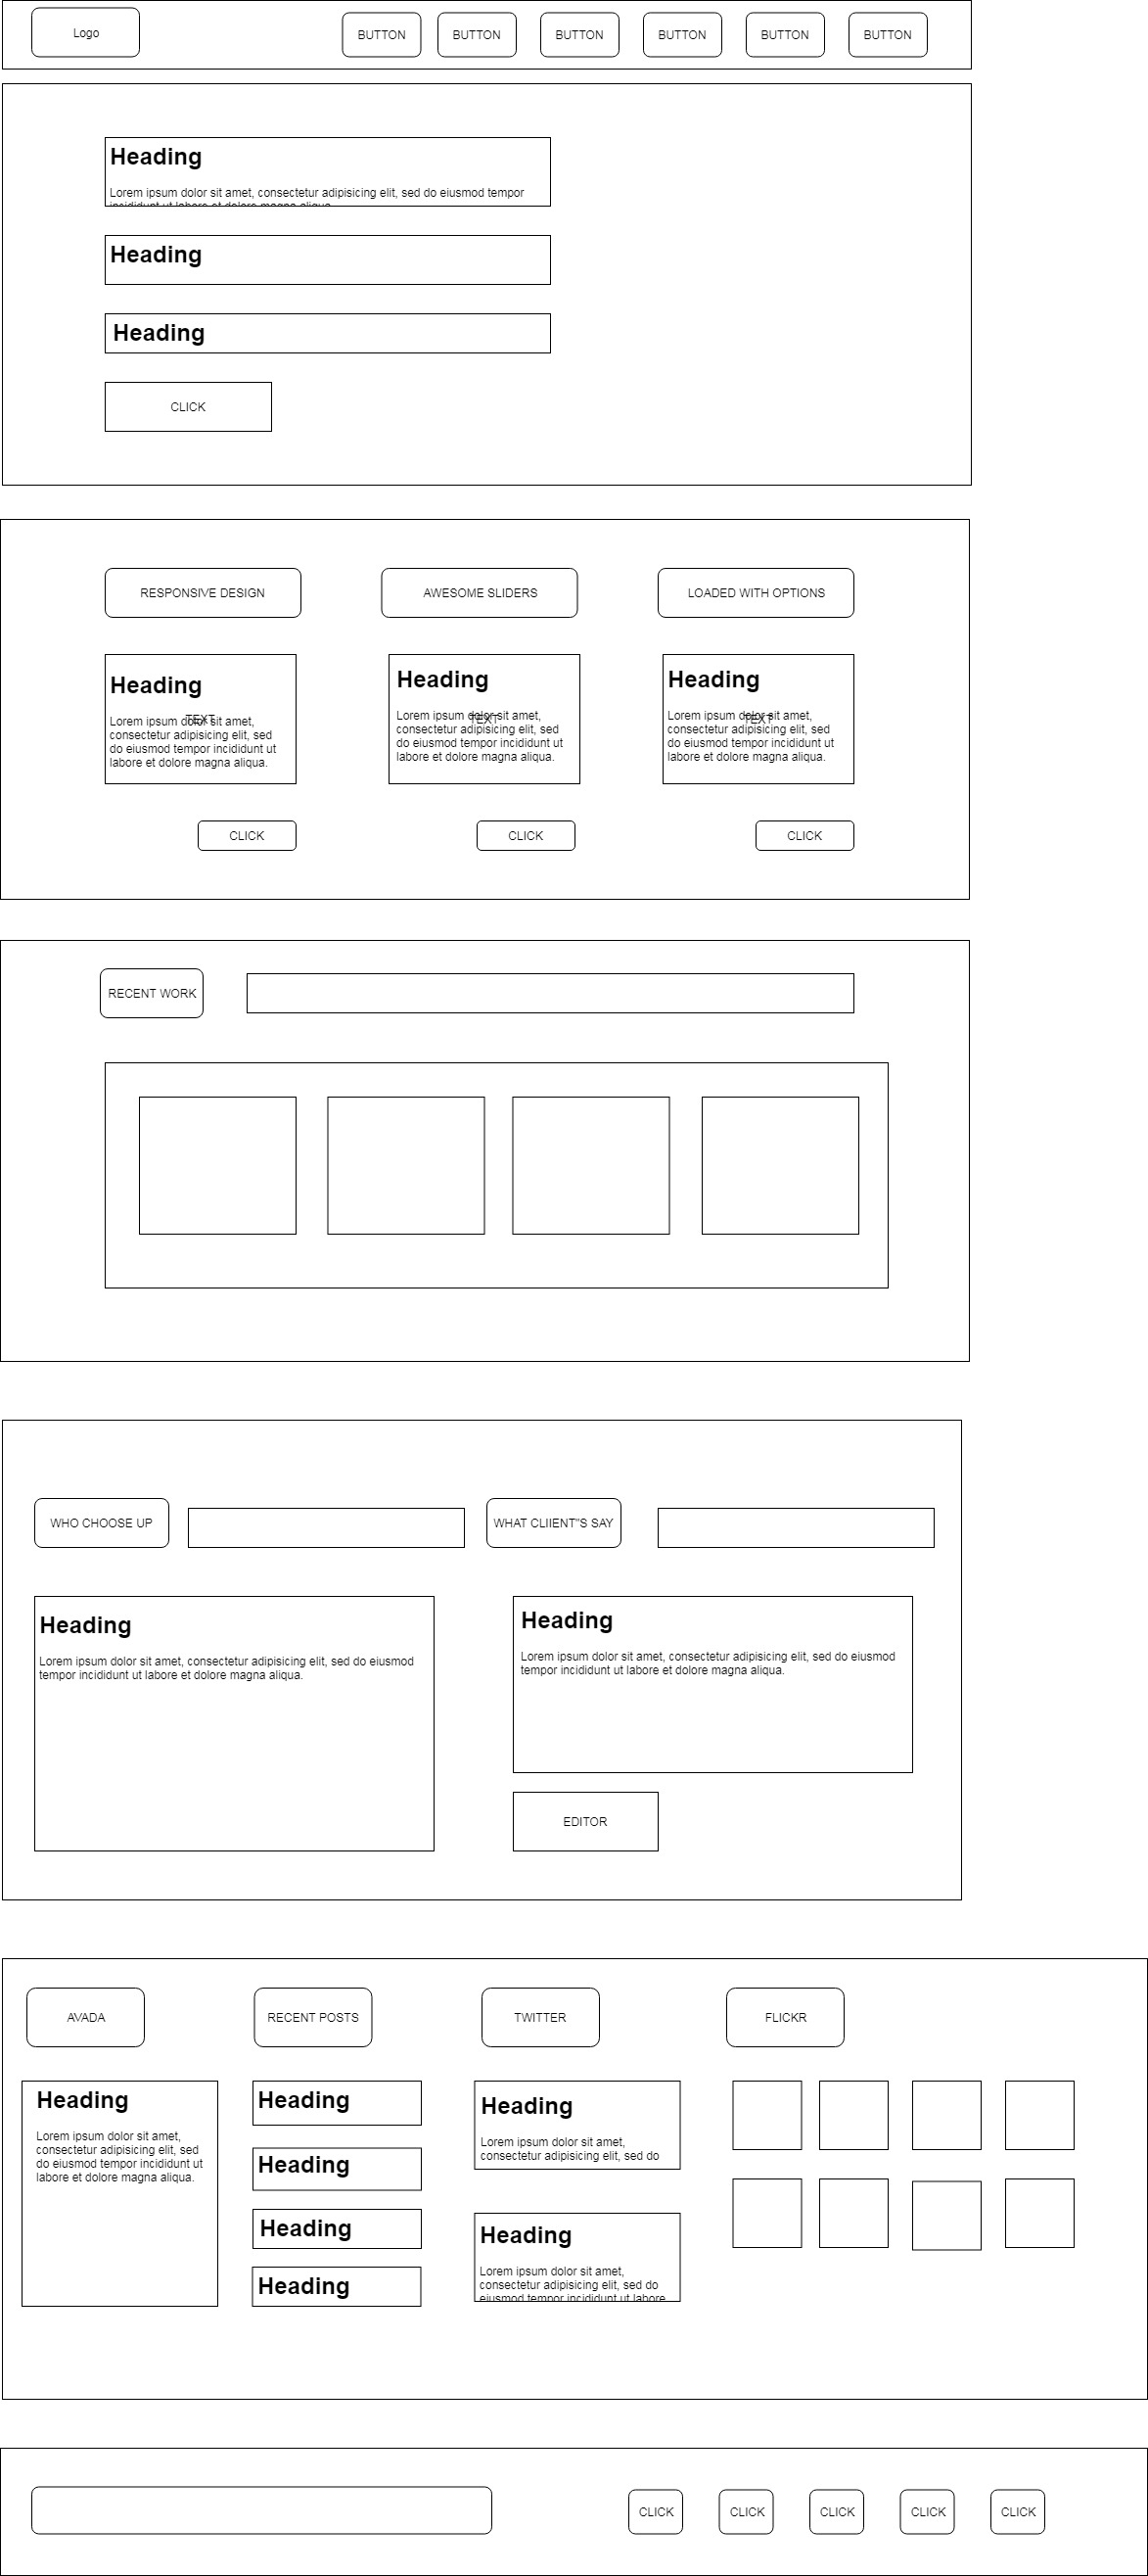 Logo
BUTTON
BUTTON
BUTTON
BUTTON
BUTTON
BUTTON
Heading
Lorem ipsum dolor sit amet, consectetur adipisicing elit, sed do eiusmod tempor
incididunt ut labore et dolore magna aliqua.
Heading
Heading
CLICK
RESPONSIVE DESIGN
AWESOME SLIDERS
LOADED WITH OPTIONS
Heading
TEXT
Lorem ipsum dolor sit amet,
consectetur adipisicing elit, sed
do eiusmod tempor incididunt ut
labore et dolore magna aliqua.
Heading
TEXT
Lorem ipsum dolor sit amet,
consectetur adipisicing elit, sed
do eiusmod tempor incididunt ut
labore et dolore magna aliqua.
Heading
TEXT
Lorem ipsum dolor sit amet,
consectetur adipisicing elit, sed
do eiusmod tempor incididunt ut
labore et dolore magna aliqua.
CLICK
CLICK
CLICK
RECENT WORK
WHO CHOOSE UP
WHAT CLIIENT"S SAY
Heading
Lorem ipsum dolor sit amet, consectetur adipisicing elit, sed do eiusmod
tempor incididunt ut labore et dolore magna aliqua.
Heading
Lorem ipsum dolor sit amet, consectetur adipisicing elit, sed do eiusmod
tempor incididunt ut labore et dolore magna aliqua.
EDITOR
AVADA
RECENT POSTS
TWITTER
FLICKR
Heading
Lorem ipsum dolor sit amet,
consectetur adipisicing elit, sed
do eiusmod tempor incididunt ut
labore et dolore magna aliqua.
Heading
Heading
Heading
Heading
Heading
Lorem ipsum dolor sit amet,
consectetur adipisicing elit, sed do
Heading
Lorem ipsum dolor sit amet,
consectetur adipisicing elit, sed do
eiusmod tempor incididunt ut labore
CLICK
CLICK
CLICK
CLICK
CLICK